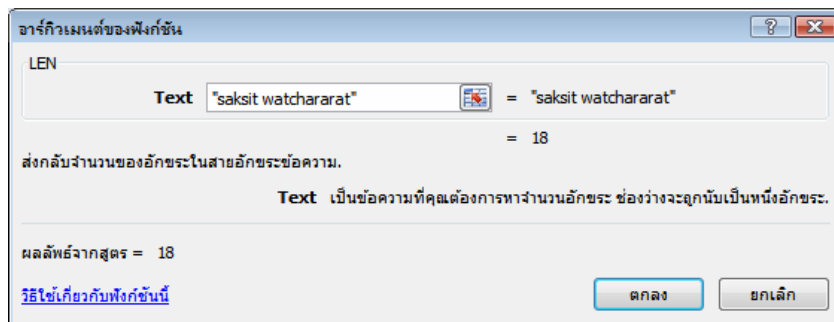 อาร์กิวเมนต์ของฟังก์ชัน
LEN
Text "saksit watchararat" = "saksit watchararat"
= 18
ส่งกลับจำนวนของอักขระในสายอักขระข้อความ.
Text เป็นข้อความที่คุณต้องการหาจำนวนอักขระ ช่องว่างจะถูกนับเป็นหนึ่งอักขระ.
ผลลัพธ์จากสูตร = 18
วิธีใช้เกี่ยวกับฟังก์ชันนี้ ตกลง ยกเลิก